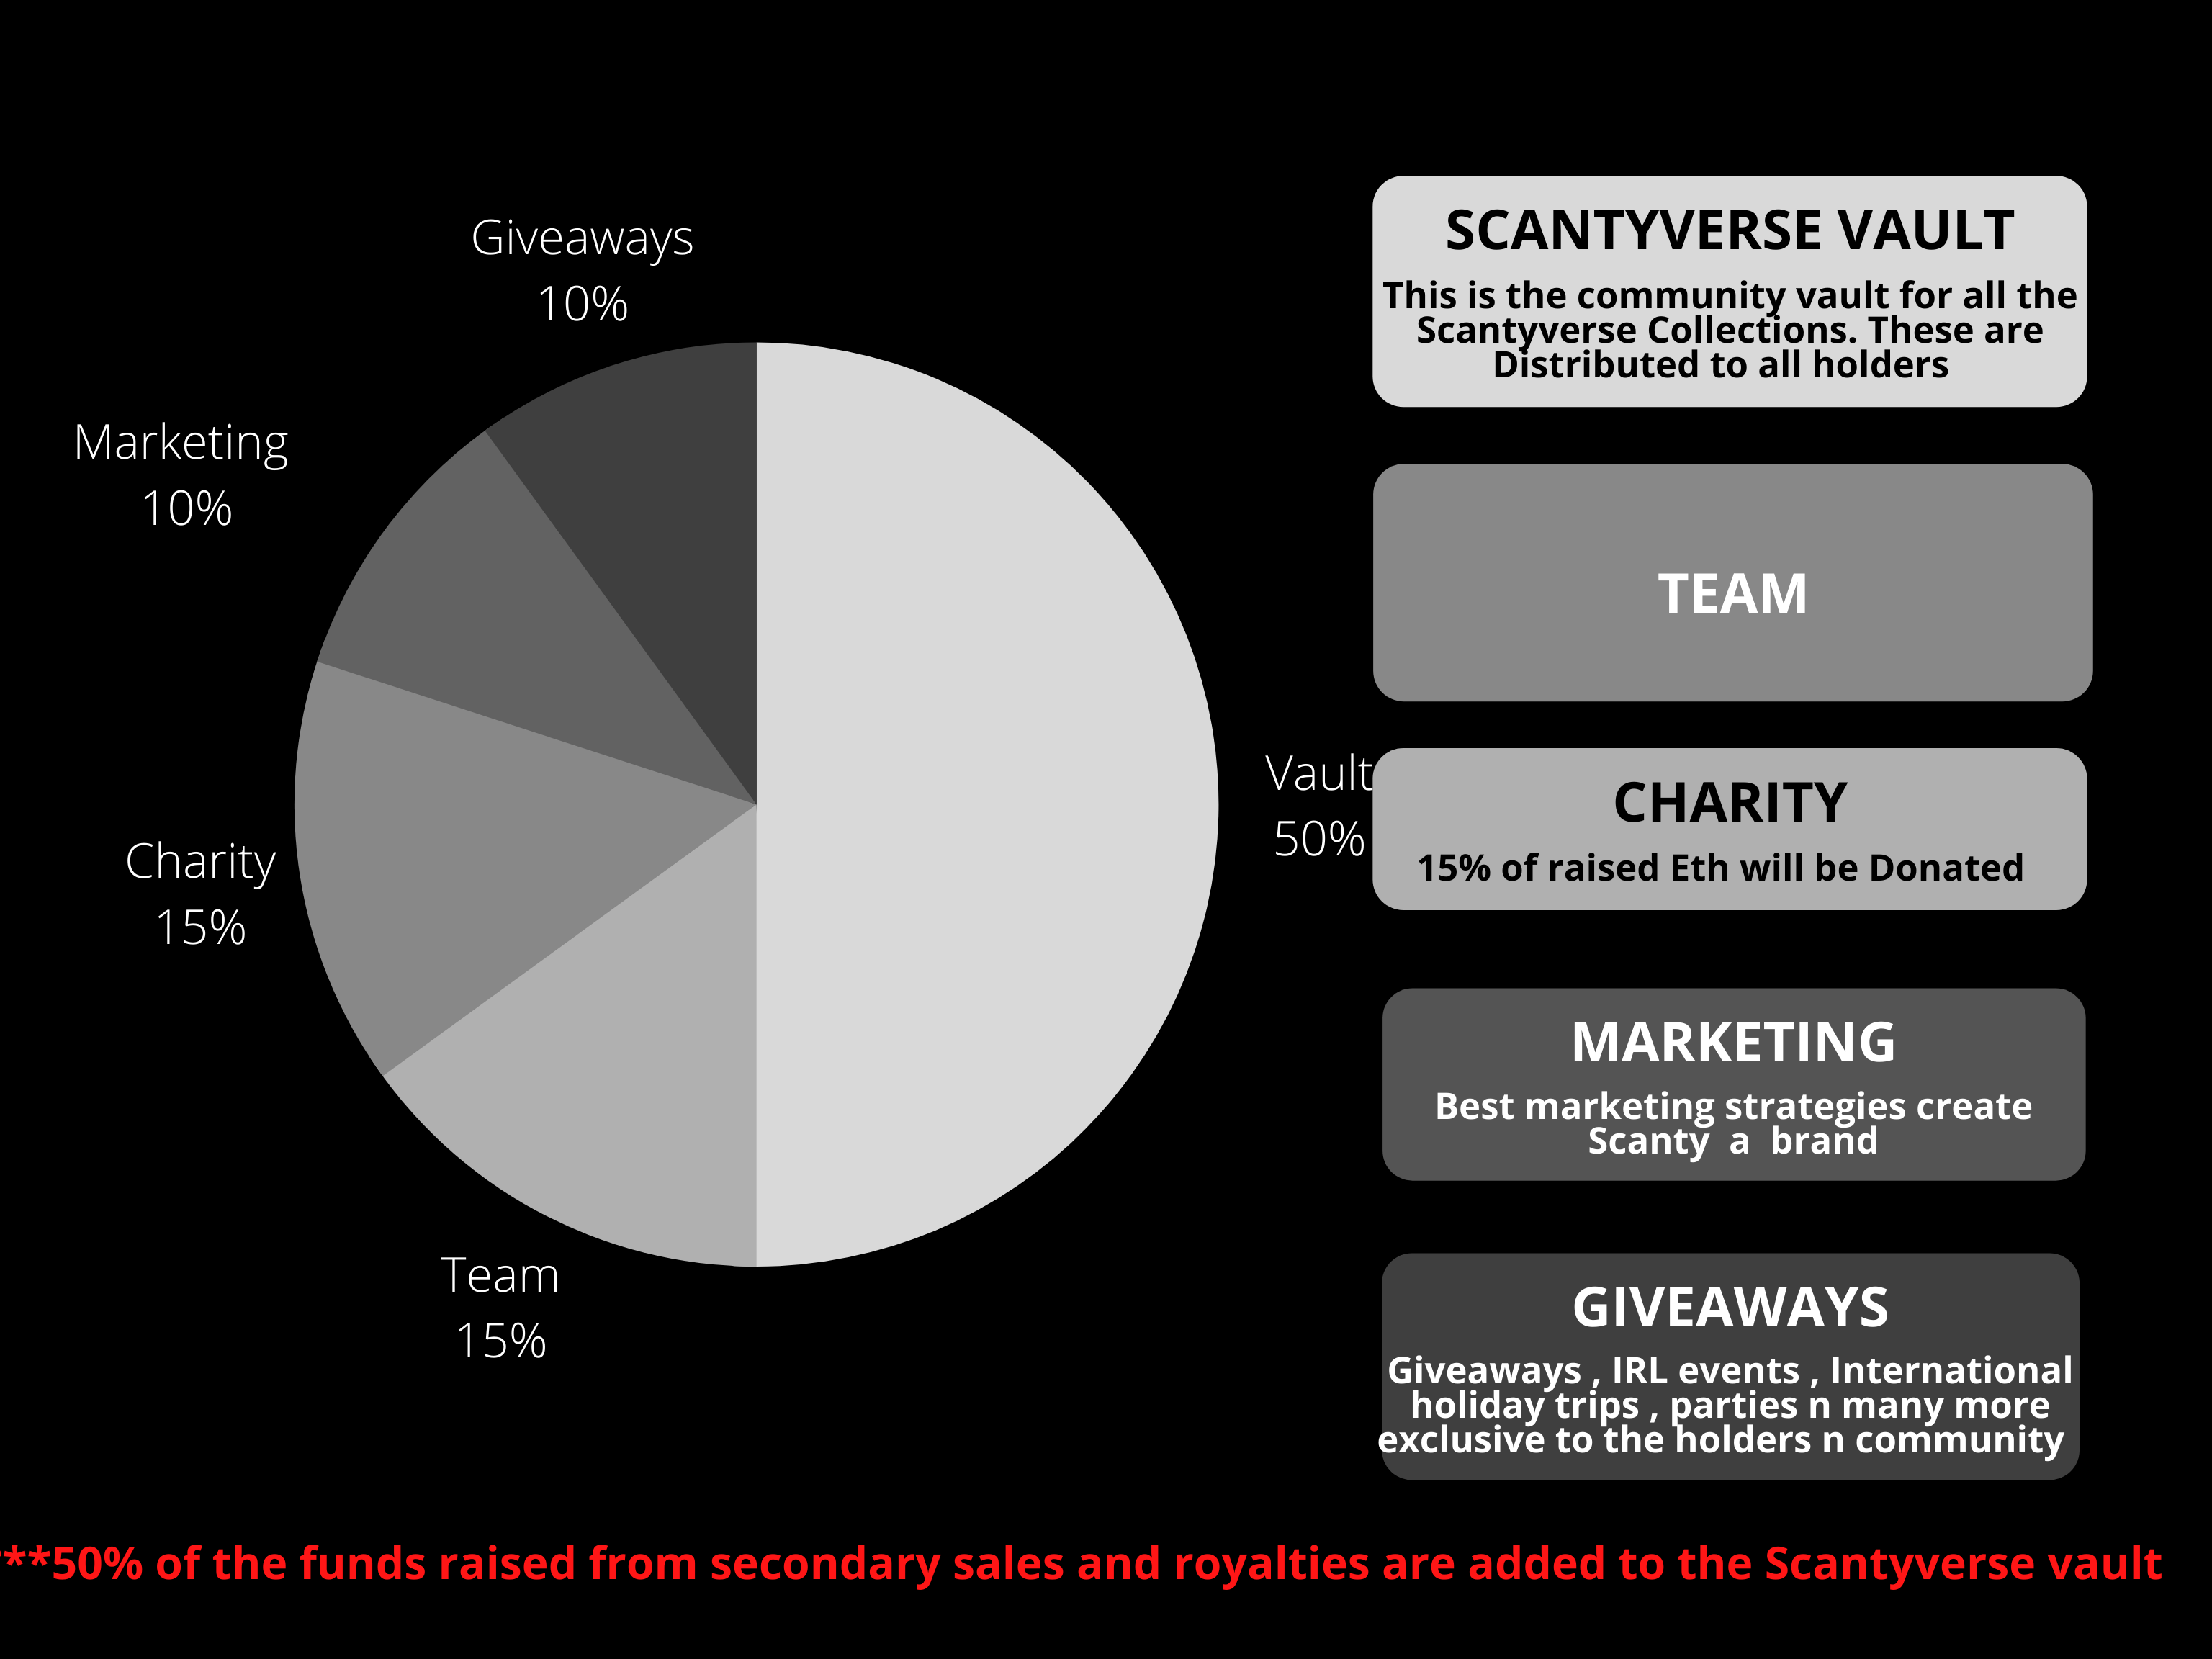 Giveaways
10%
Marketing
10%
Charity
15%
Team
15%
Vault
50%
SCANTYVERSE VAULT
This is the community vault for all the
Scantyverse Collections. These are
Distributed to all holders
TEAM
CHARITY
15% of raised Eth will be Donated
MARKETING
Best marketing strategies create
Scanty a brand
GIVEAWAYS
Giveaways , IRL events , International
holiday trips , parties n many more
exclusive to the holders n community
***50% of the funds raised from secondary sales and royalties are added to the Scantyverse vault